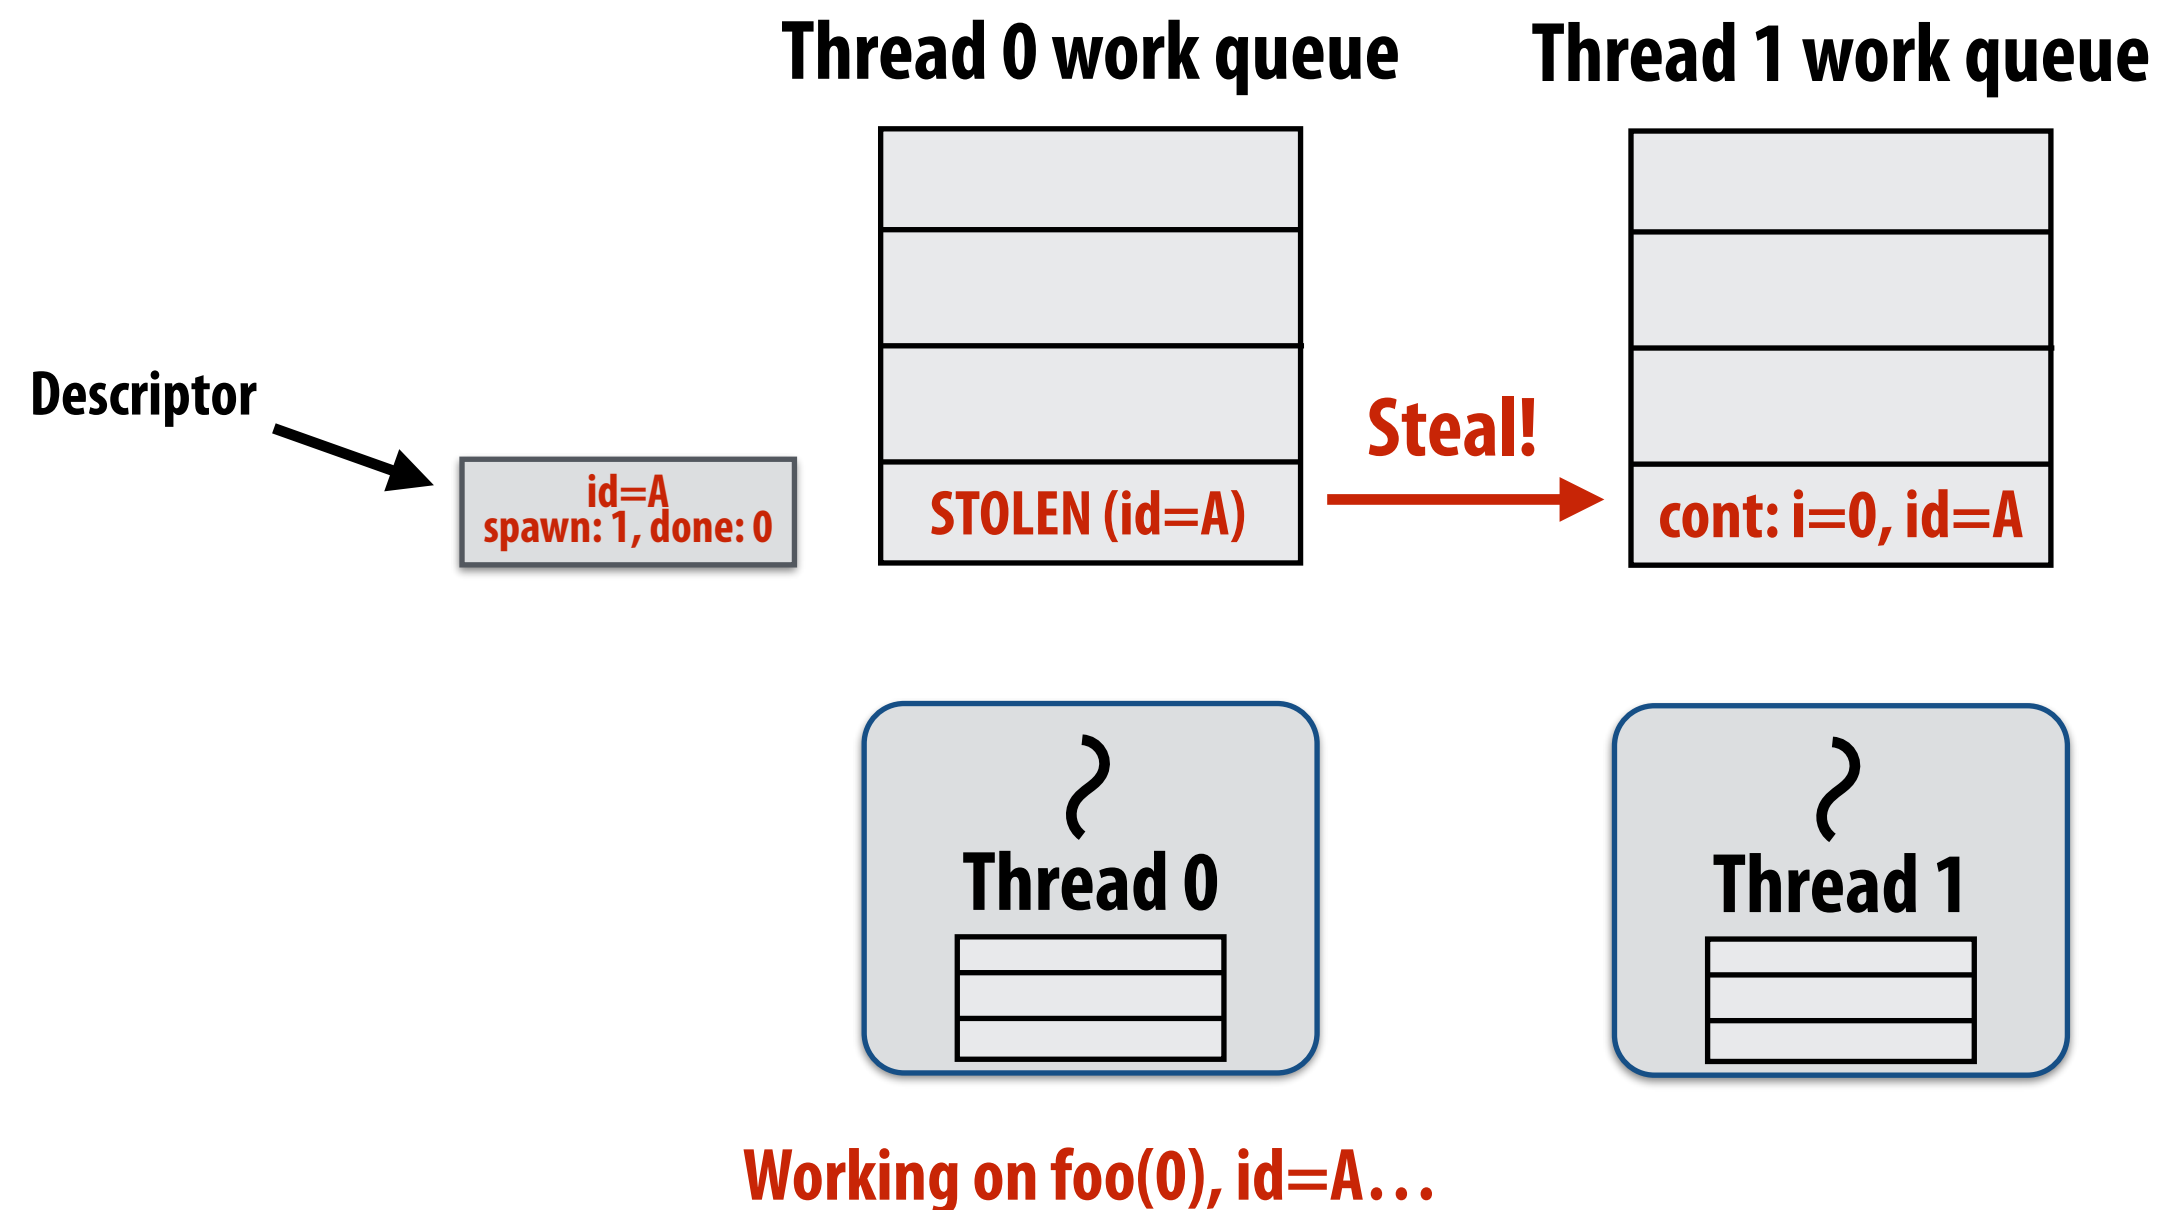 Thread 0 work queue
Thread 1 work queue
Descriptor
id=A
spawn: 1, done: 0
STOLEN (id=A)
Steal!
cont: i=0, id=A
Thread 0
Thread 1
Working on foo(0), id=A…